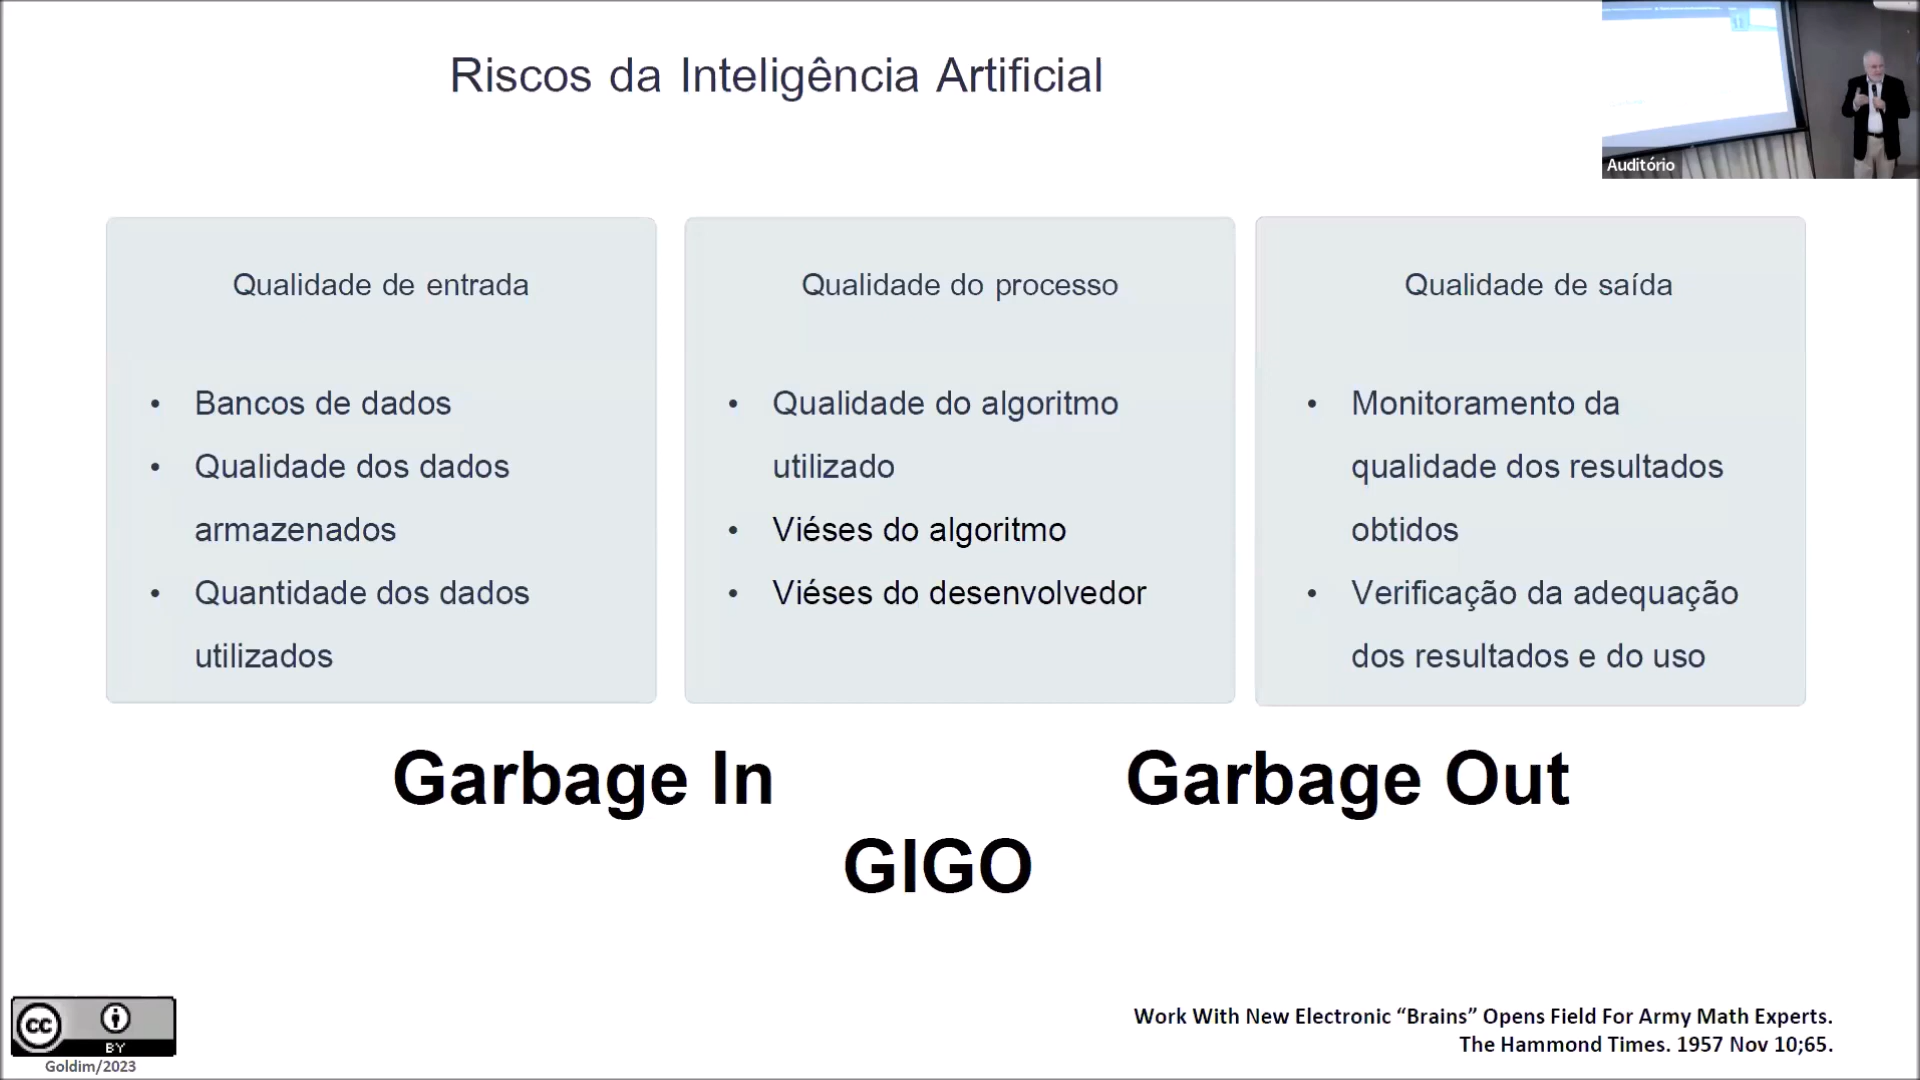 Riscos da Inteligência Artificial
Auditório
Qualidade de entrada
• Bancos de dados
• Qualidade dos dados
armazenados
• Quantidade dos dados
utilizados
Qualidade do processo
• Qualidade do algoritmo
utilizado
• Viéses do algoritmo
• Viéses do desenvolvedor
Qualidade de saída
• Monitoramento da
qualidade dos resultados
obtidos
• Verificação da adequação
dos resultados e do uso
Garbage In
Garbage Out
GIGO
cc
BY
Goldim/2023
Work With New Electronic “Brains” Opens Field For Army Math Experts.
The Hammond Times. 1957 Nov 10;65.